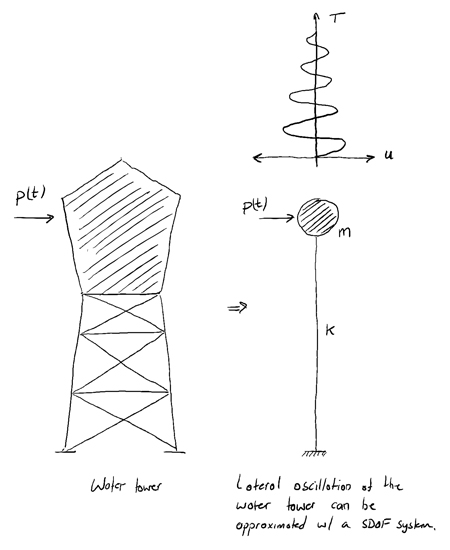 T
u
p(t)
p(t)
m
⇒
K
Water tower
Lateral oscillation of the
water tower can be
approximated w/ a SDOF system.